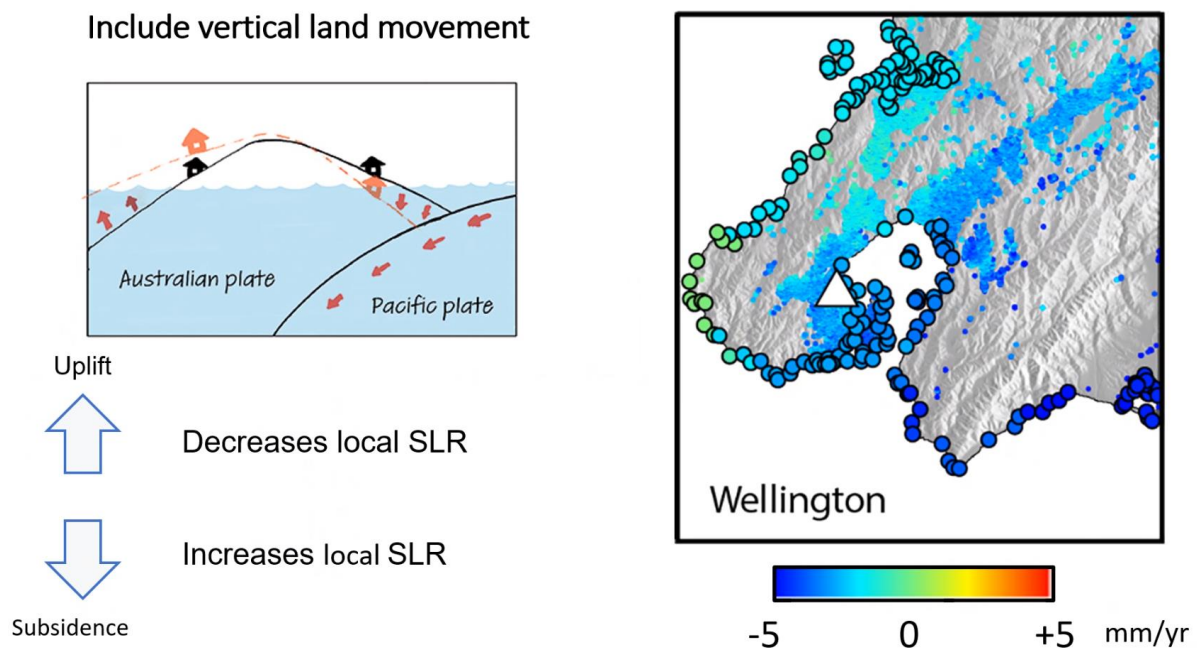 Include vertical land movement
Australian plate
Pacific plate
Uplift
Decreases local SLR
Increases local SLR
Subsidence
Wellington
-5 0 +5 mm/yr